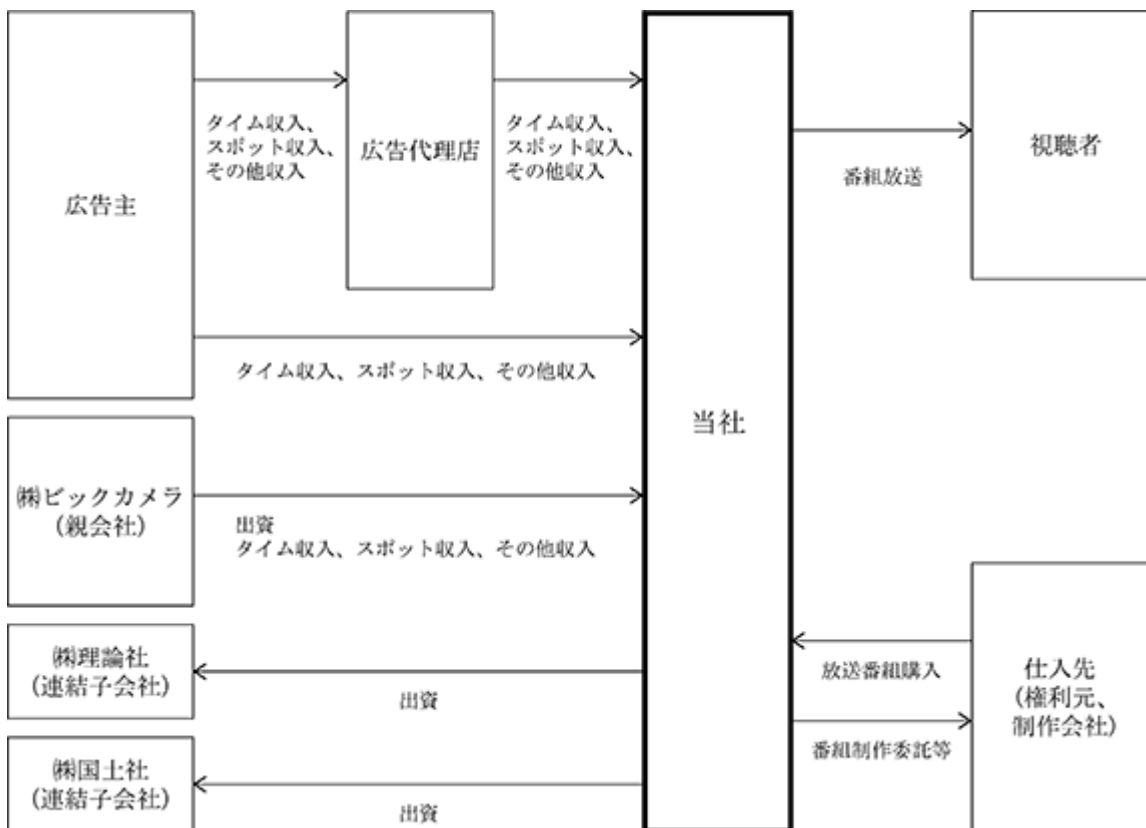 広告主
タイム収入、
スポット収入、
その他収入
広告代理店
タイム収入、
スポット収入、
その他収入
タイム収入、スポット収入、その他収入
㈱ビックカメラ
(親会社)
出資
タイム収入、スポット収入、その他収入
㈱理論社
(連結子会社)
出資
㈱国土社
(連結子会社)
出資
当社
番組放送
視聴者
放送番組購入
番組制作委託等
仕入先
(権利元、
制作会社)